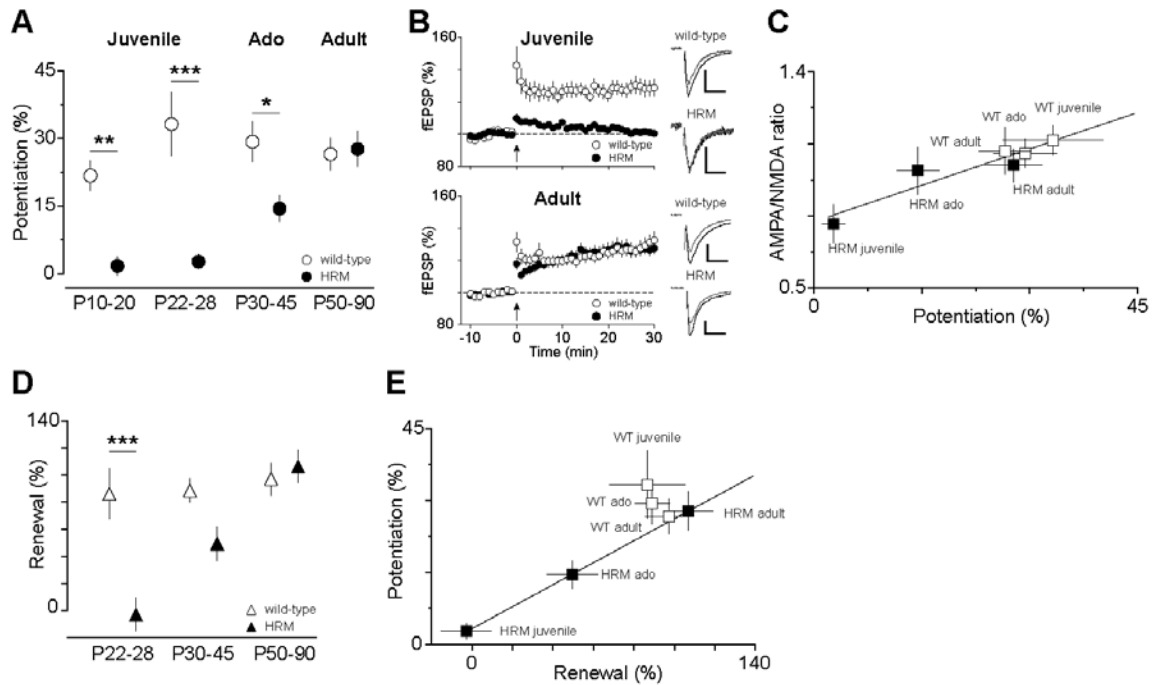 A
Juvenile Ado Adult
45
30
15
0
Potentiation (%)
** *** *
wild-type
HRM
P10-20 P22-28 P30-45 P50-90
B
160
Juvenile
80
fEPSP (%)
wild-type
HRM
wild-type
HRM
160
Adult
80
fEPSP (%)
wild-type
HRM
-10 0 10 20 30
Time (min)
wild-type
HRM
C
1.4
0.5
AMPA/NMDA ratio
WT juvenile
WT ado
WT adult
HRM adult
HRM ado
HRM juvenile
0 45
Potentiation (%)
D
140
0
Renewal (%)
***
wild-type
HRM
P22-28 P30-45 P50-90
E
45
0
Potentiation (%)
WT juvenile
WT ado
WT adult
HRM adult
HRM ado
HRM juvenile
0 140
Renewal (%)